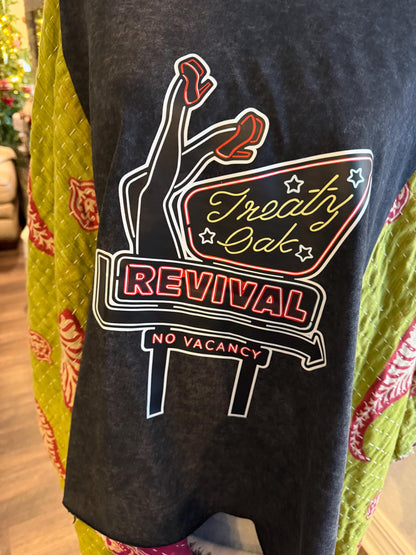 Treaty
Oak
REVIVAL
NO VACANCY